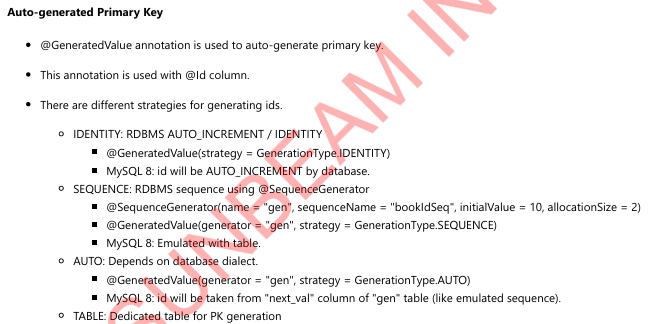 Auto-generated Primary Key
@GeneratedValue annotation is used to auto-generate primary key.
This annotation is used with @Id column.
There are different strategies for generating ids.
IDENTITY: RDBMS AUTO_INCREMENT / IDENTITY
@GeneratedValue(strategy = GenerationType.IDENTITY)
MySQL 8: id will be AUTO_INCREMENT by database.
SEQUENCE: RDBMS sequence using @SequenceGenerator
@SequenceGenerator(name = "gen", sequenceName = "bookIdSeq", initialValue = 10, allocationSize = 2)
@GeneratedValue(generator = "gen", strategy = GenerationType.SEQUENCE)
MySQL 8: Emulated with table.
AUTO: Depends on database dialect.
@GeneratedValue(generator = "gen", strategy = GenerationType.AUTO)
MySQL 8: id will be taken from "next_val" column of "gen" table (like emulated sequence).
TABLE: Dedicated table for PK generation
SUNBEAM IN